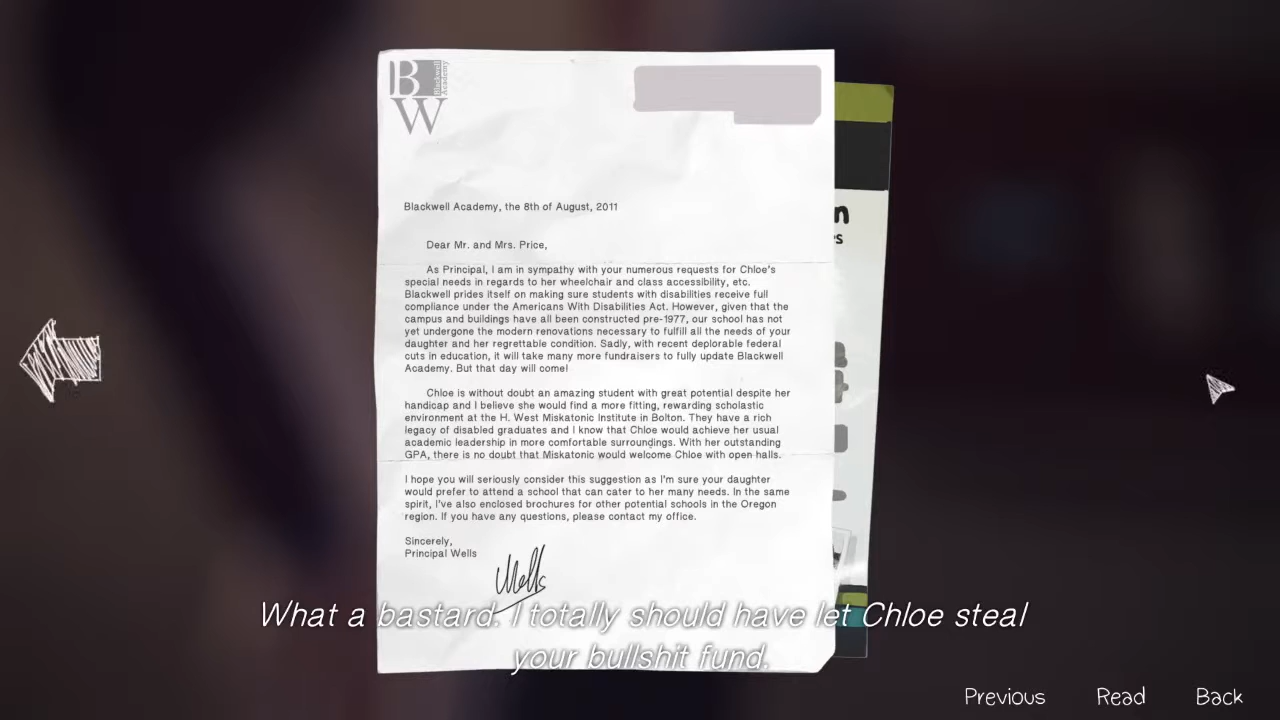 B
Blackwell
Academy
W
Blackwell Academy, the 8th of August, 2011
Dear Mr. and Mrs. Price,
As Principal, I am in sympathy with your numerous requests for Chloe's
special needs in regards to her wheelchair and class accessibility, etc.
Blackwell prides itself on making sure students with disabilities receive full
compliance under the Americans With Disabilities Act. However, given that the
campus and buildings have all been constructed pre-1977, our school has not
yet undergone the modern renovations necessary to fulfill all the needs of your
daughter and her regrettable condition. Sadly, with recent deplorable federal
cuts in education, it will take many more fundraisers to fully update Blackwell
Academy. But that day will come!
Chloe is without doubt an amazing student with great potential despite her
handicap and I believe she would find a more fitting, rewarding scholastic
environment at the H. West Miskatonic Institute in Bolton. They have a rich
legacy of disabled graduates and I know that Chloe would achieve her usual
academic leadership in more comfortable surroundings. With her outstanding
GPA, there is no doubt that Miskatonic would welcome Chloe with open halls.
I hope you will seriously consider this suggestion as I'm sure your daughter
would prefer to attend a school that can cater to her many needs. In the same
spirit, I've also enclosed brochures for other potential schools in the Oregon
region. If you have any questions, please contact my office.
Sincerely,
Principal Wells
Wells
n
es
What a bastard. I totally should have let Chloe steal
your bullshit fund.
Previous Read Back